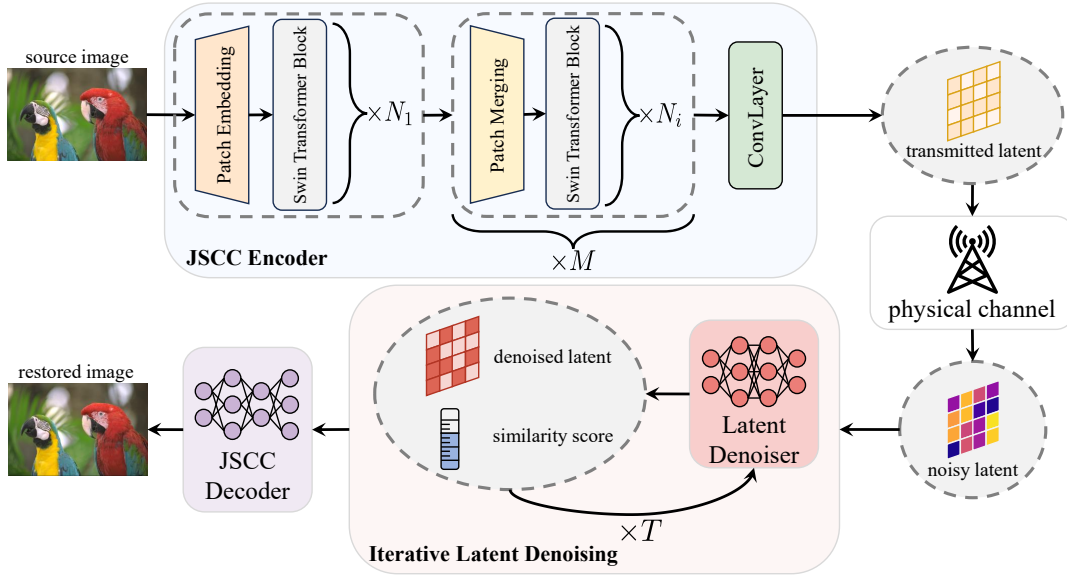 source image
Patch Embedding
Swin Transformer Block
×N₁
Patch Merging
Swin Transformer Block
×Nᵢ
ConvLayer
transmitted latent
JSCC Encoder
×M
physical channel
restored image
JSCC
Decoder
denoised latent
similarity score
Latent
Denoiser
noisy latent
×T
Iterative Latent Denoising